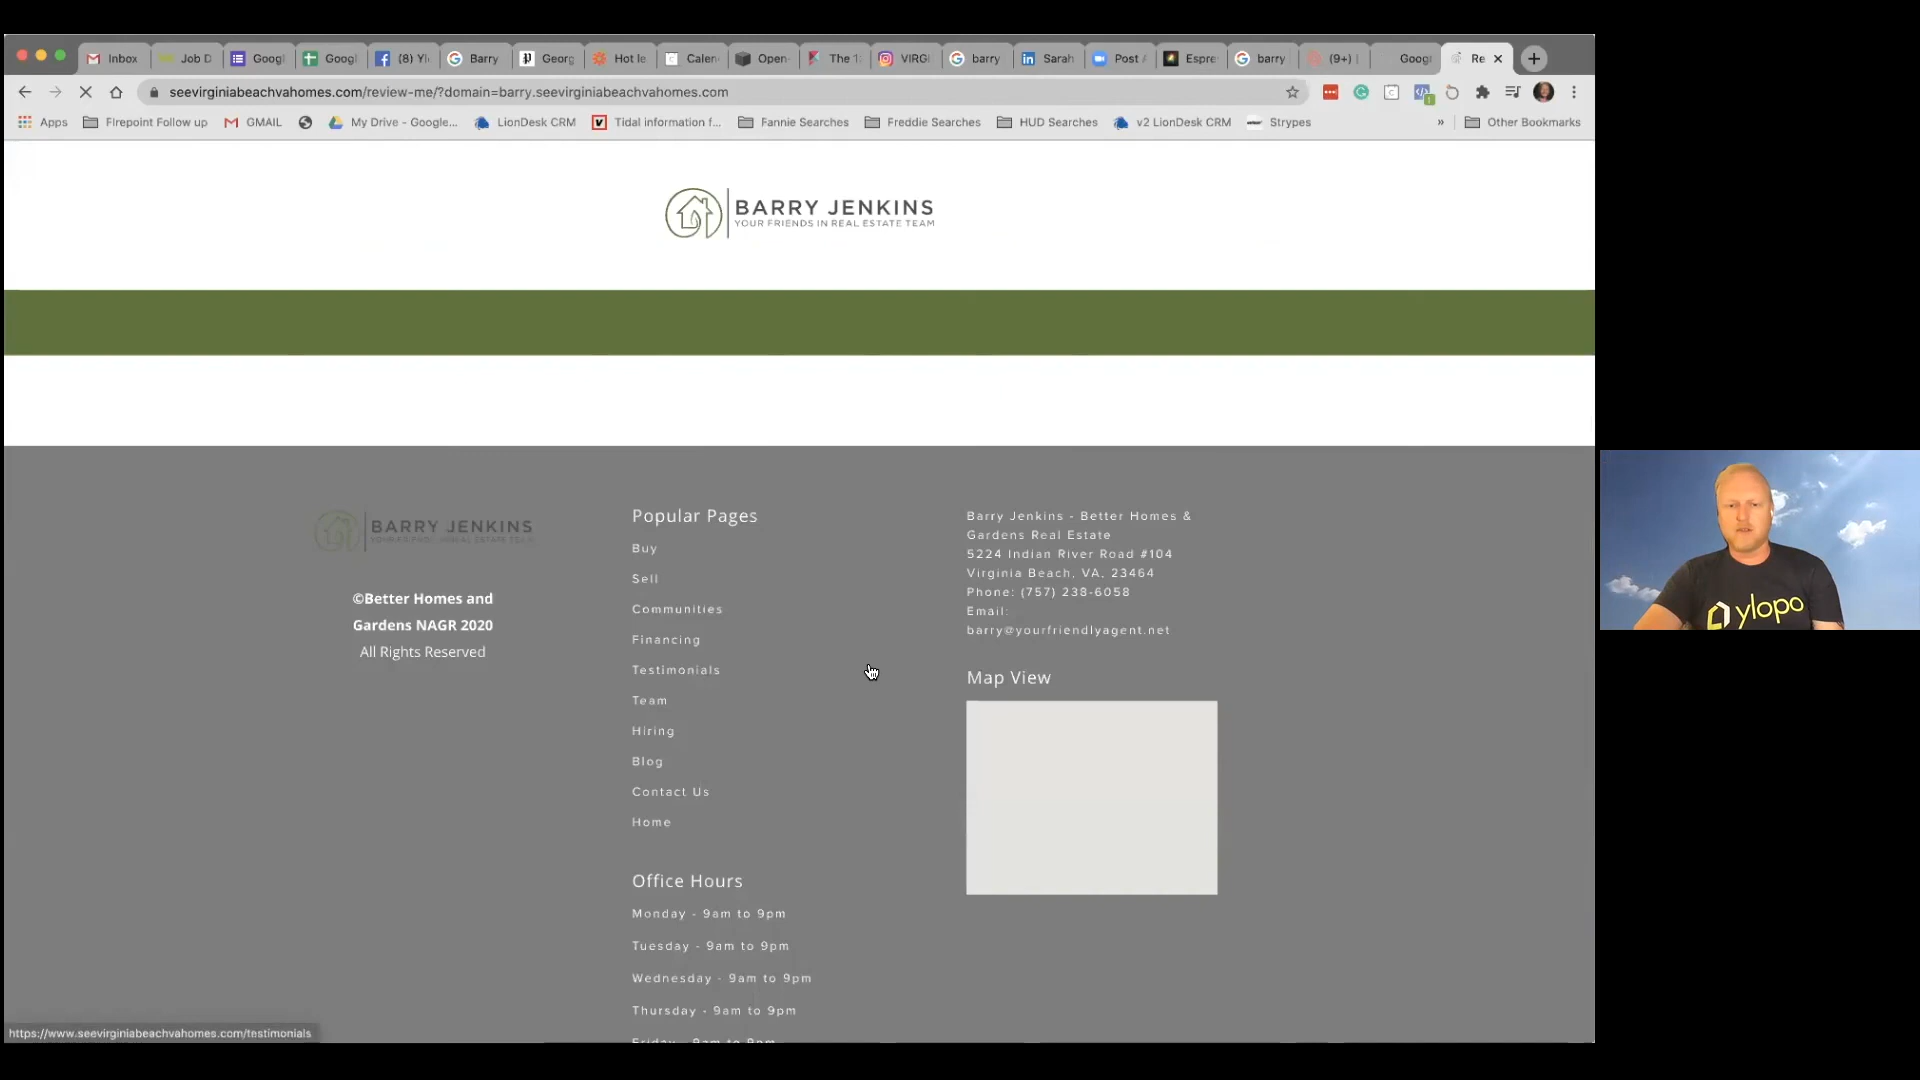 Inbox
Job D
Googl
Googl
(8) Yl
Barry
Georg
Hot le
Calen
Open
The 1
VIRGI
barry
Sarah
Post /
Espre
barry
(9+) |
Goog
Re
seevirginiabeachvahomes.com/review-me/?domain=barry.seevirginiabeachvahomes.com
Apps
Firepoint Follow up
GMAIL
My Drive - Google...
LionDesk CRM
Tidal information f...
Fannie Searches
Freddie Searches
HUD Searches
v2 LionDesk CRM
Strypes
»
Other Bookmarks
BARRY JENKINS
YOUR FRIENDS IN REAL ESTATE TEAM
BARRY JENKINS
©Better Homes and
Gardens NAGR 2020
All Rights Reserved
Popular Pages
Buy
Sell
Communities
Financing
Testimonials
Team
Hiring
Blog
Contact Us
Home
Office Hours
Monday - 9am to 9pm
Tuesday - 9am to 9pm
Wednesday - 9am to 9pm
Thursday - 9am to 9pm
Friday - 9am to 9pm
Barry Jenkins - Better Homes &
Gardens Real Estate
5224 Indian River Road #104
Virginia Beach, VA, 23464
Phone: (757) 238-6058
Email:
barry@yourfriendlyagent.net
Map View
https://www.seevirginiabeachvahomes.com/testimonials
ylopo